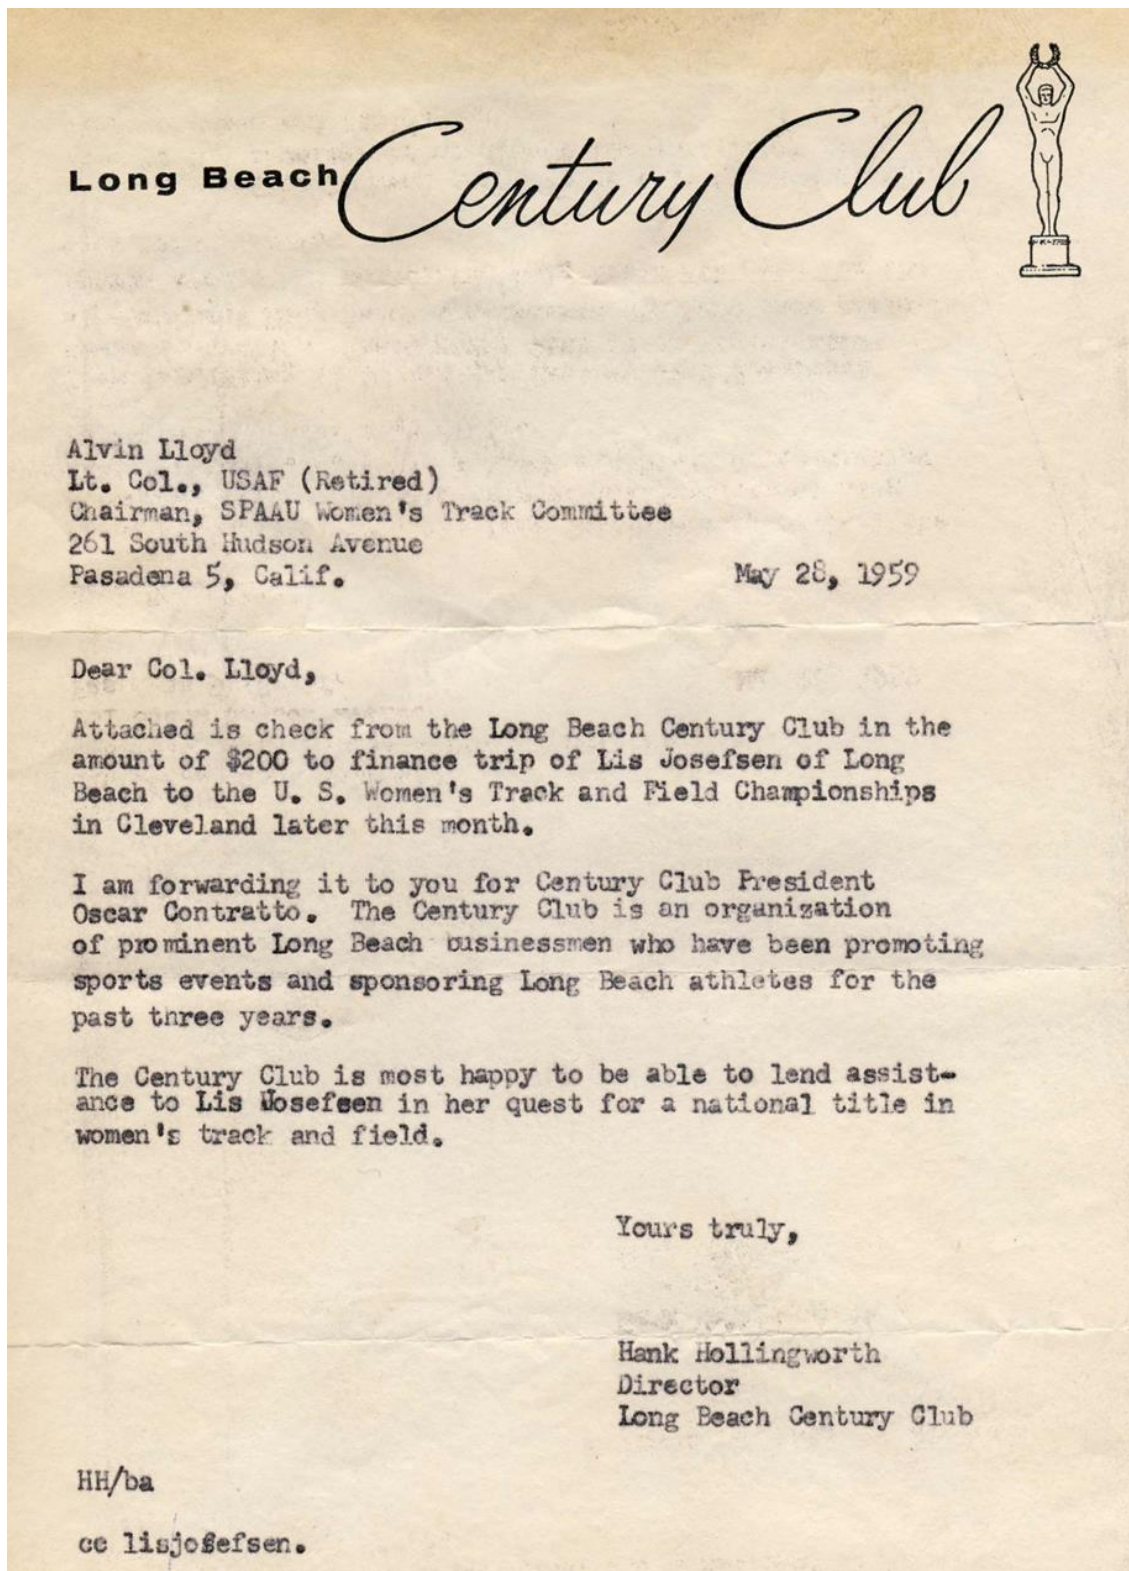 Long Beach Century Club
Alvin Lloyd
Lt. Col., USAF (Retired)
Chairman, SPAAU Women's Track Committee
261 South Hudson Avenue
Pasadena 5, Calif. May 28, 1959
Dear Col. Lloyd,
Attached is check from the Long Beach Century Club in the
amount of $200 to finance trip of Lis Josefsen of Long
Beach to the U. S. Women's Track and Field Championships
in Cleveland later this month.
I am forwarding it to you for Century Club President
Oscar Contratto. The Century Club is an organization
of prominent Long Beach businessmen who have been promoting
sports events and sponsoring Long Beach athletes for the
past three years.
The Century Club is most happy to be able to lend assist-
ance to Lis Josefsen in her quest for a national title in
women's track and field.
Yours truly,
Hank Hollingworth
Director
Long Beach Century Club
HH/ba
cc lisjosefsen.